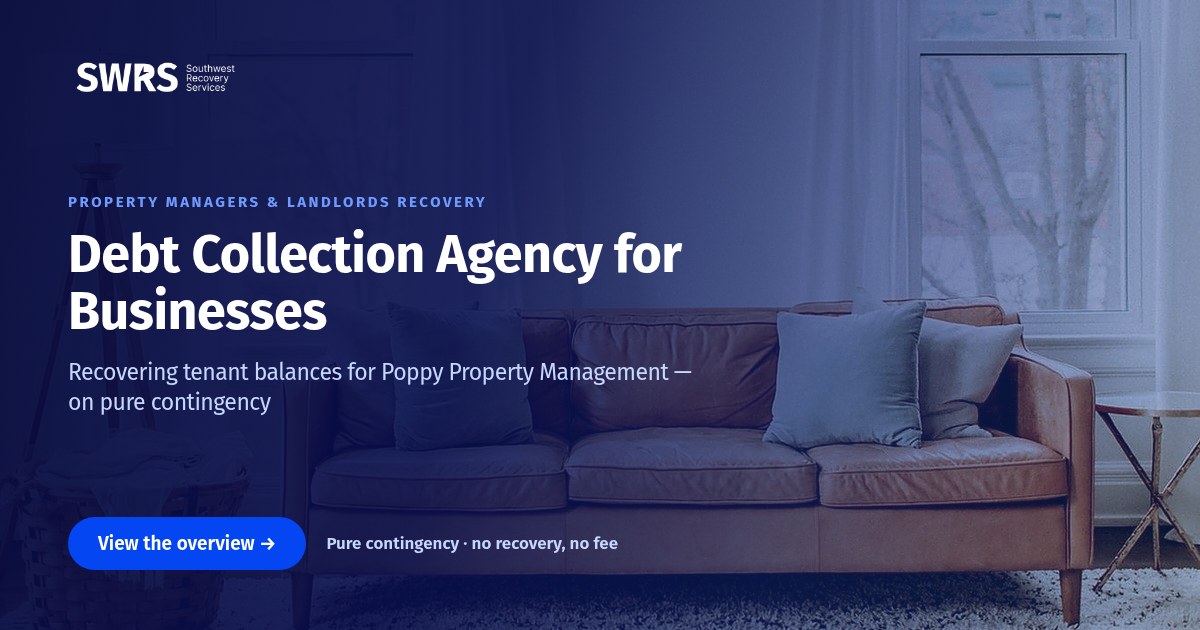 SWRS
Southwest
Recovery
Services
PROPERTY MANAGERS & LANDLORDS RECOVERY
Debt Collection Agency for
Businesses
Recovering tenant balances for Poppy Property Management —
on pure contingency
View the overview →
Pure contingency · no recovery, no fee